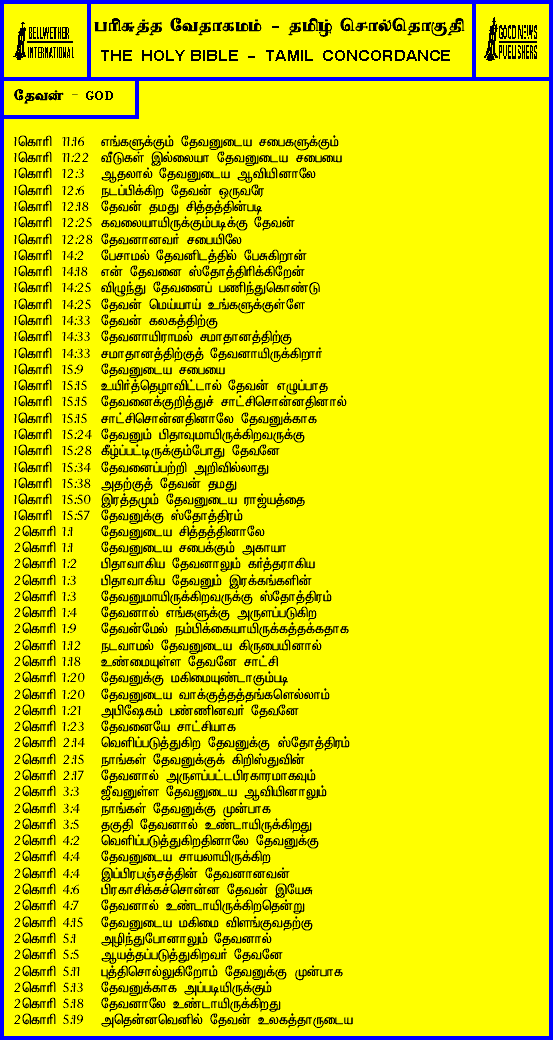 BELLWETHER
INTERNATIONAL
பரிசுத்த வேதாகமம் - தமிழ் சொல்தொகுதி
THE HOLY BIBLE - TAMIL CONCORDANCE
GOOD NEWS
PUBLISHERS
தேவன் - GOD
1கொரி 11:16 எங்களுக்கும் தேவனுடைய சபைகளுக்கும்
1கொரி 11:22 வீடுகள் இல்லையா தேவனுடைய சபையை
1கொரி 12:3 ஆதலால் தேவனுடைய ஆவியினாலே
1கொரி 12:6 நடப்பிக்கிற தேவன் ஒருவரே
1கொரி 12:18 தேவன் தமது சித்தத்தின்படி
1கொரி 12:25 கவலையாயிருக்கும்படிக்கு தேவன்
1கொரி 12:28 தேவனானவர் சபையிலே
1கொரி 14:2 பேசாமல் தேவனிடத்தில் பேசுகிறான்
1கொரி 14:18 என் தேவனை ஸ்தோத்திரிக்கிறேன்
1கொரி 14:25 விழுந்து தேவனைப் பணிந்துகொண்டு
1கொரி 14:25 தேவன் மெய்யாய் உங்களுக்குள்ளே
1கொரி 14:33 தேவன் கலகத்திற்கு
1கொரி 14:33 தேவனாயிராமல் சமாதானத்திற்கு
1கொரி 14:33 சமாதானத்திற்குத் தேவனாயிருக்கிறார்
1கொரி 15:9 தேவனுடைய சபையை
1கொரி 15:15 உயிர்த்தெழாவிட்டால் தேவன் எழுப்பாத
1கொரி 15:15 தேவனைக்குறித்துச் சாட்சிசொன்னதினால்
1கொரி 15:15 சாட்சிசொன்னதினாலே தேவனுக்காக
1கொரி 15:24 தேவனும் பிதாவுமாயிருக்கிறவருக்கு
1கொரி 15:28 கீழ்ப்பட்டிருக்கும்போது தேவனே
1கொரி 15:34 தேவனைப்பற்றி அறிவில்லாது
1கொரி 15:38 அதற்குத் தேவன் தமது
1கொரி 15:50 இரத்தமும் தேவனுடைய ராஜ்யத்தை
1கொரி 15:57 தேவனுக்கு ஸ்தோத்திரம்
2கொரி 1:1 தேவனுடைய சித்தத்தினாலே
2கொரி 1:1 தேவனுடைய சபைக்கும் அகாயா
2கொரி 1:2 பிதாவாகிய தேவனாலும் கர்த்தராகிய
2கொரி 1:3 பிதாவாகிய தேவனும் இரக்கங்களின்
2கொரி 1:3 தேவனுமாயிருக்கிறவருக்கு ஸ்தோத்திரம்
2கொரி 1:4 தேவனால் எங்களுக்கு அருளப்படுகிற
2கொரி 1:9 தேவன்மேல் நம்பிக்கையாயிருக்கத்தக்கதாக
2கொரி 1:12 நடவாமல் தேவனுடைய கிருபையினால்
2கொரி 1:18 உண்மையுள்ள தேவனே சாட்சி
2கொரி 1:20 தேவனுக்கு மகிமையுண்டாகும்படி
2கொரி 1:20 தேவனுடைய வாக்குத்தத்தங்களெல்லாம்
2கொரி 1:21 அபிஷேகம் பண்ணினவர் தேவனே
2கொரி 1:23 தேவனையே சாட்சியாக
2கொரி 2:14 வெளிப்படுத்துகிற தேவனுக்கு ஸ்தோத்திரம்
2கொரி 2:15 நாங்கள் தேவனுக்குக் கிறிஸ்துவின்
2கொரி 2:17 தேவனால் அருளப்பட்டபிரகாரமாகவும்
2கொரி 3:3 ஜீவனுள்ள தேவனுடைய ஆவியினாலும்
2கொரி 3:4 நாங்கள் தேவனுக்கு முன்பாக
2கொரி 3:5 தகுதி தேவனால் உண்டாயிருக்கிறது
2கொரி 4:2 வெளிப்படுத்துகிறதினாலே தேவனுக்கு
2கொரி 4:4 தேவனுடைய சாயலாயிருக்கிற
2கொரி 4:4 இப்பிரபஞ்சத்தின் தேவனானவன்
2கொரி 4:6 பிரகாசிக்கச்சொன்ன தேவன் இயேசு
2கொரி 4:7 தேவனால் உண்டாயிருக்கிறதென்று
2கொரி 4:15 தேவனுடைய மகிமை விளங்குவதற்கு
2கொரி 5:1 அழிந்துபோனாலும் தேவனால்
2கொரி 5:5 ஆயத்தப்படுத்துகிறவர் தேவனே
2கொரி 5:11 புத்திசொல்லுகிறோம் தேவனுக்கு முன்பாக
2கொரி 5:13 தேவனுக்காக அப்படியிருக்கும்
2கொரி 5:18 தேவனாலே உண்டாயிருக்கிறது
2கொரி 5:19 அதென்னவெனில் தேவன் உலகத்தாருடைய